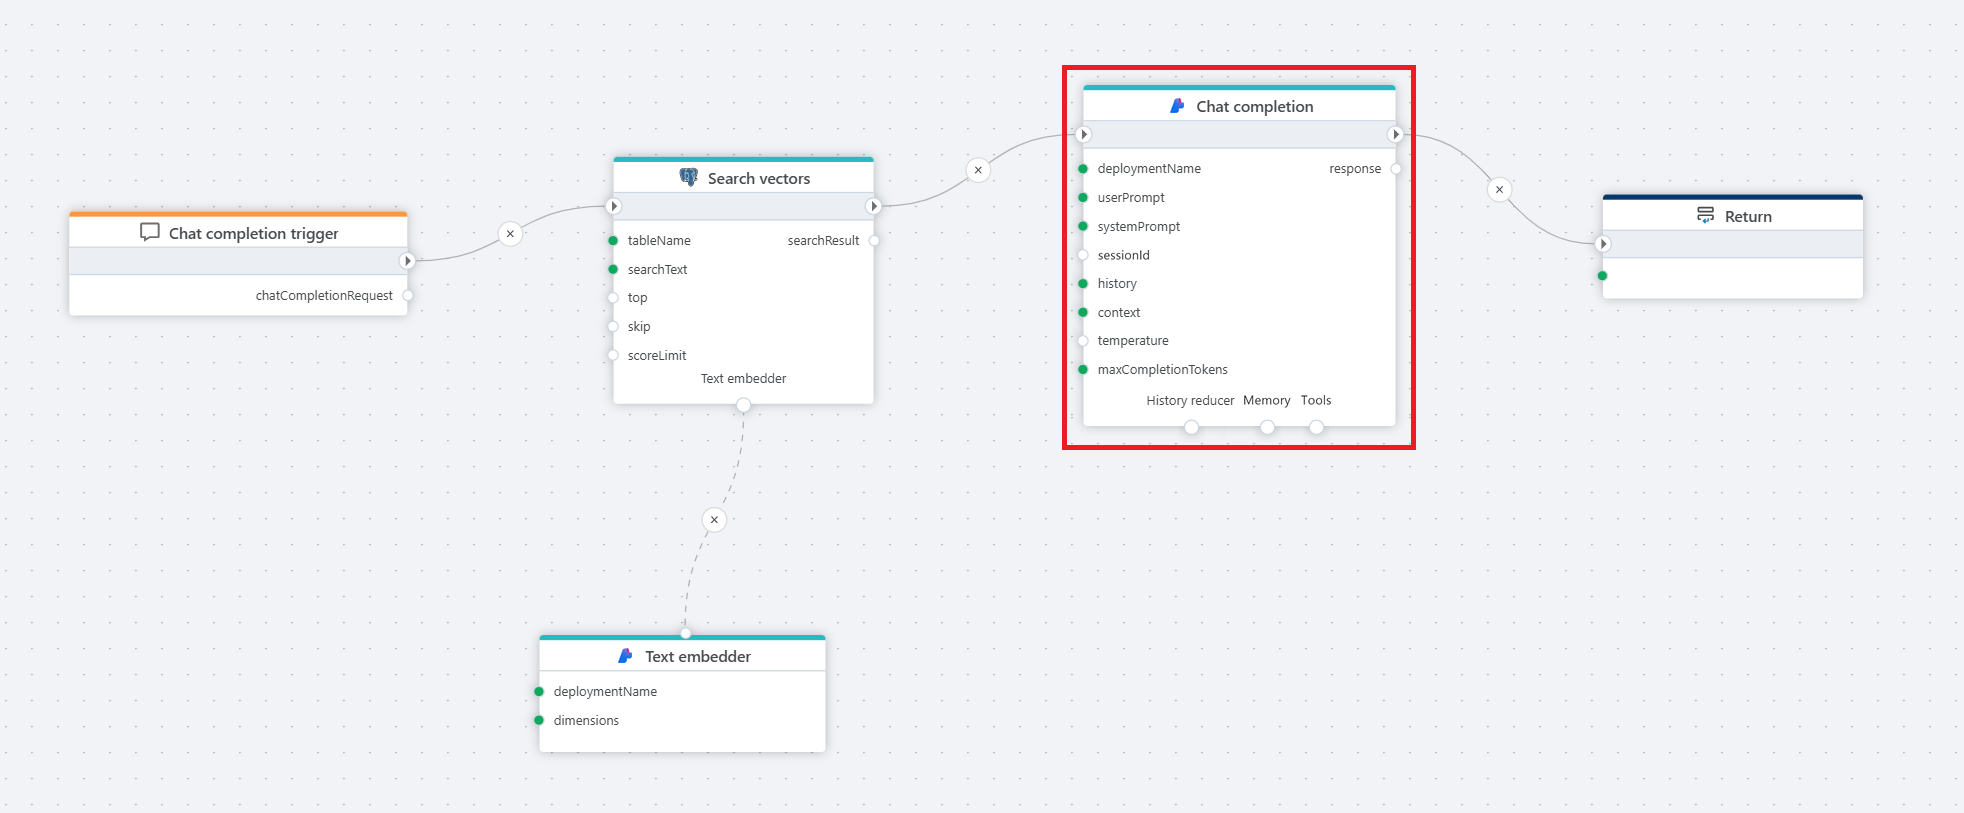 Chat completion trigger
chatCompletionRequest
Search vectors
tableName
searchResult
searchText
top
skip
scoreLimit
Text embedder
Text embedder
deploymentName
dimensions
Chat completion
deploymentName
response
userPrompt
systemPrompt
sessionId
history
context
temperature
maxCompletionTokens
History reducer Memory Tools
Return